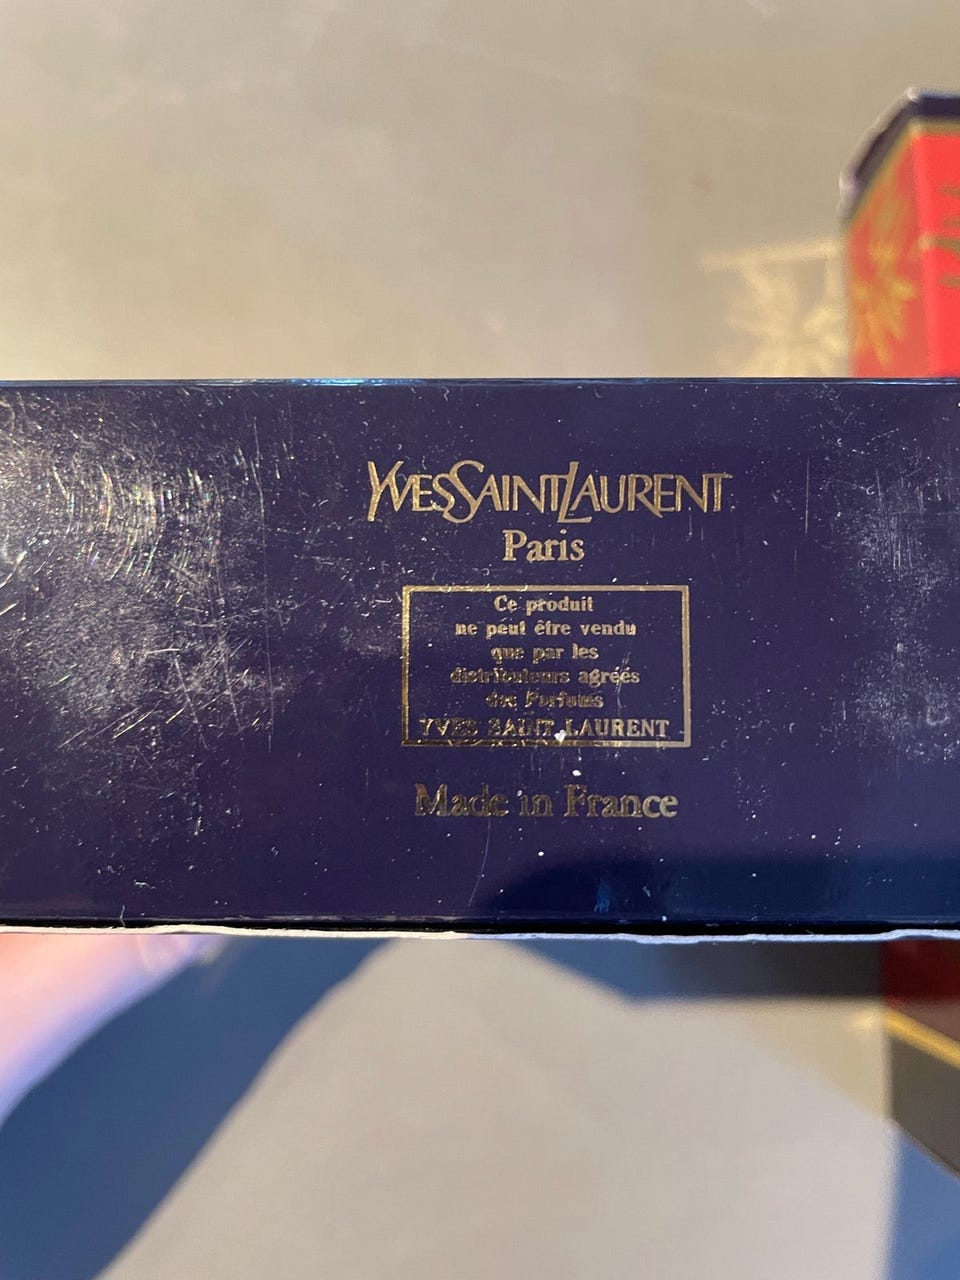 YVESSAINTLAURENT
Paris
Ce produit
ne peut être vendu
que par les
distributeurs agréés
des Parfums
YVES SAINT LAURENT
Made in France